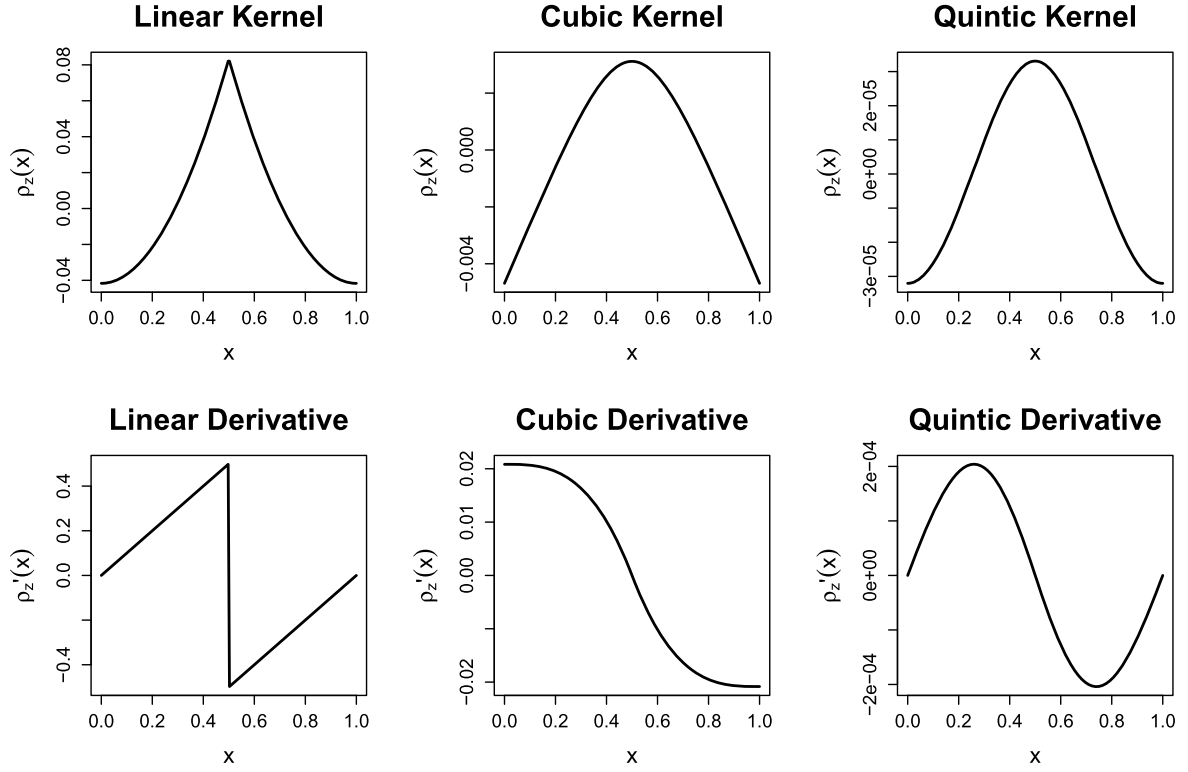 Linear Kernel
ρz(x)
0.08
0.04
0.00
−0.04
0.0 0.2 0.4 0.6 0.8 1.0
x
Cubic Kernel
ρz(x)
0.000
−0.004
0.0 0.2 0.4 0.6 0.8 1.0
x
Quintic Kernel
ρz(x)
2e−05
0e+00
−3e−05
0.0 0.2 0.4 0.6 0.8 1.0
x
Linear Derivative
ρz'(x)
0.4
0.2
0.0
−0.4
0.0 0.2 0.4 0.6 0.8 1.0
x
Cubic Derivative
ρz'(x)
0.02
0.01
0.00
−0.02
0.0 0.2 0.4 0.6 0.8 1.0
x
Quintic Derivative
ρz'(x)
2e−04
0e+00
−2e−04
0.0 0.2 0.4 0.6 0.8 1.0
x